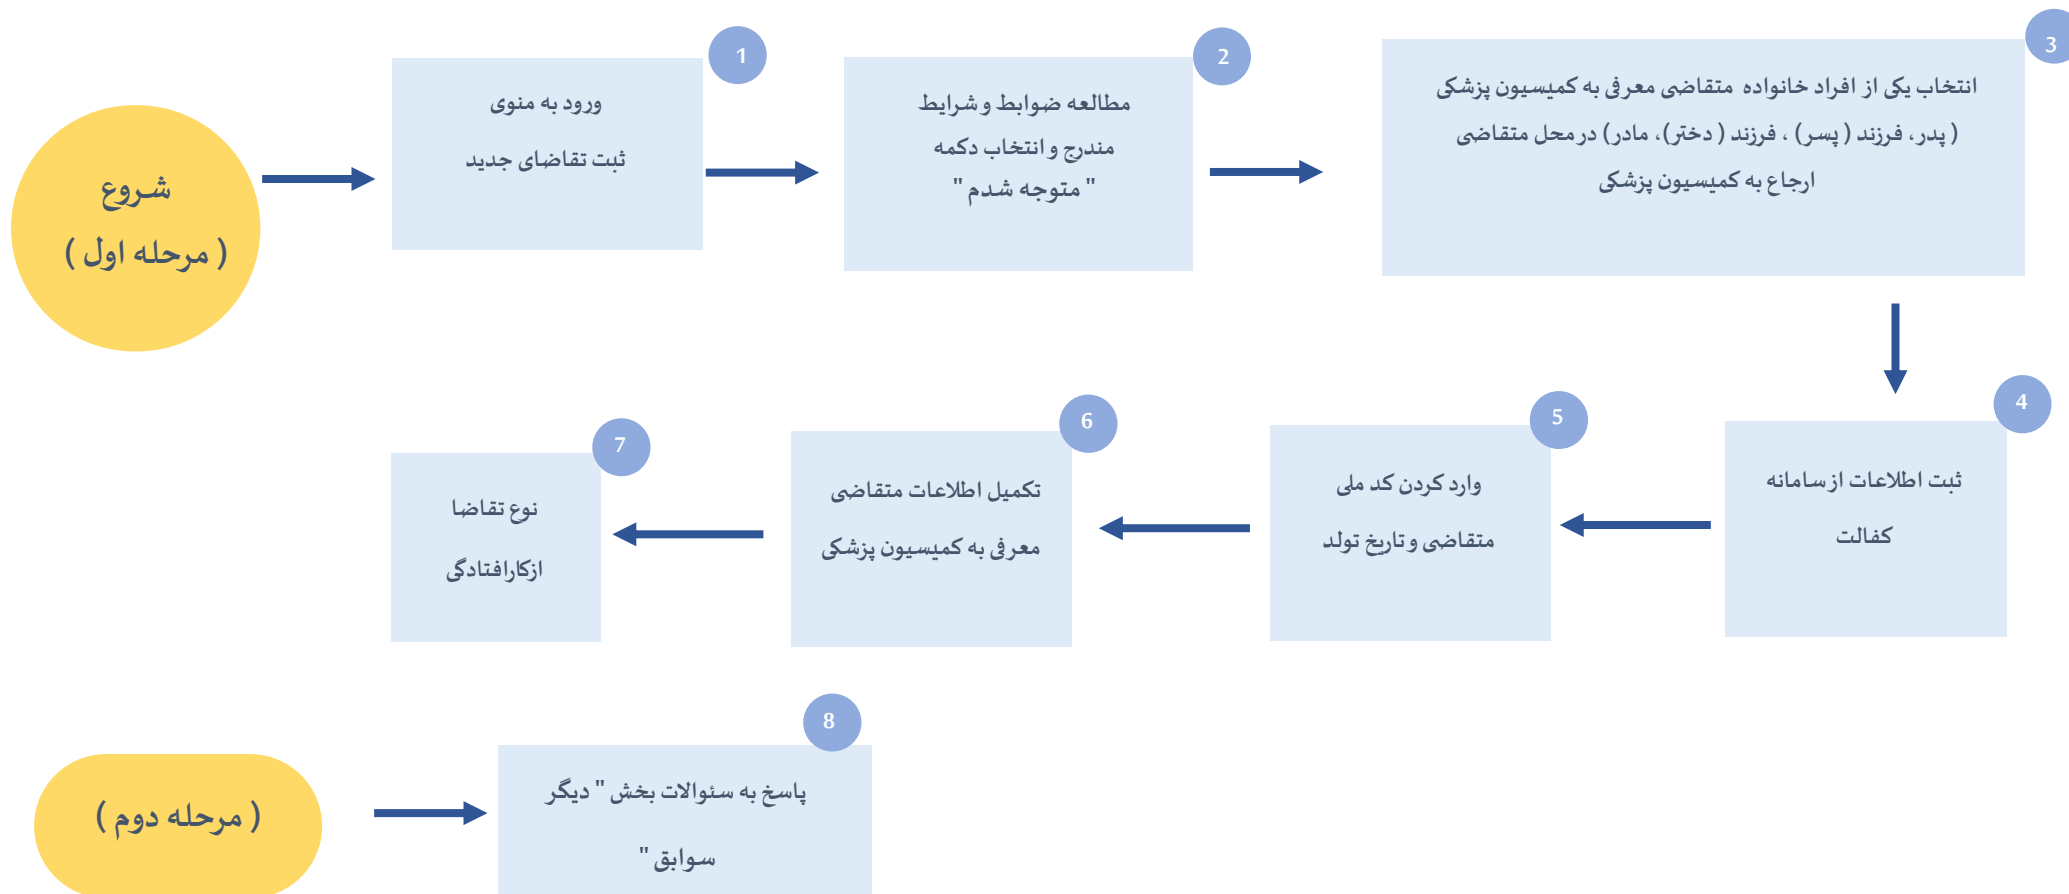 شروع
( مرحله اول )
1
ورود به منوی
ثبت تقاضای جدید
2
مطالعه ضوابط و شرایط
مندرج و انتخاب دکمه
" متوجه شدم "
3
انتخاب یکی از افراد خانواده متقاضی معرفی به کمیسیون پزشکی
( پدر، فرزند ( پسر) ، فرزند ( دختر)، مادر) در محل متقاضی
ارجاع به کمیسیون پزشکی
4
ثبت اطلاعات از سامانه
کفالت
5
وارد کردن کد ملی
متقاضی و تاریخ تولد
6
تکمیل اطلاعات متقاضی
معرفی به کمیسیون پزشکی
7
نوع تقاضا
ازکارافتادگی
( مرحله دوم )
8
پاسخ به سئوالات بخش " دیگر
سوابق "